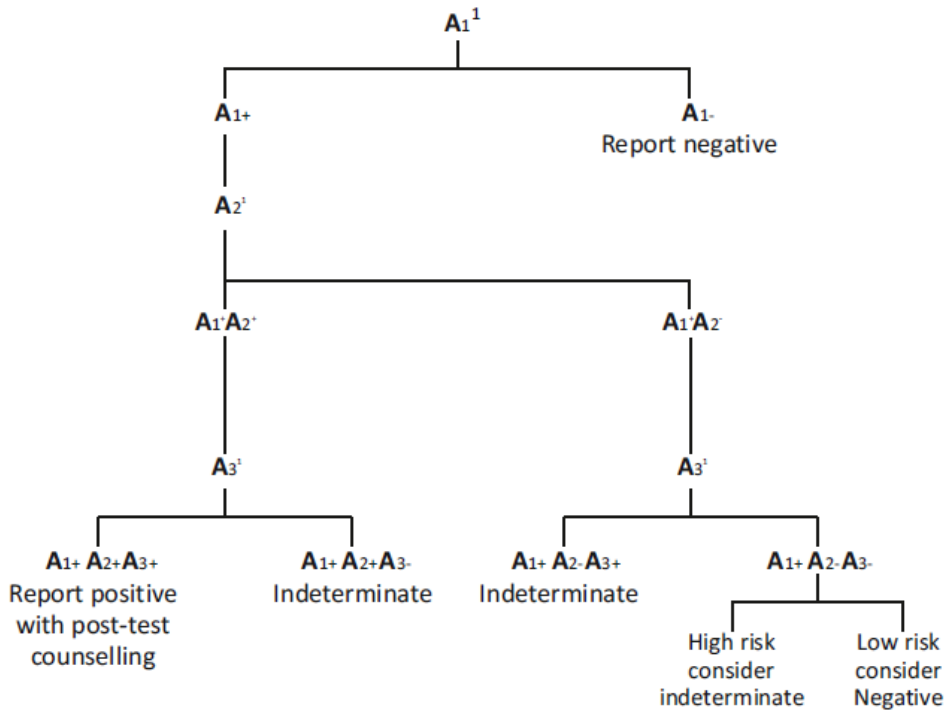 A1¹
A1+
A1-
Report negative
A2¹
A1⁺A2⁺
A1⁺A2⁻
A3¹
A3¹
A1+ A2+A3+
A1+ A2+A3-
A1+ A2-A3+
A1+ A2-A3-
Report positive
with post-test
counselling
Indeterminate
Indeterminate
High risk
consider
indeterminate
Low risk
consider
Negative